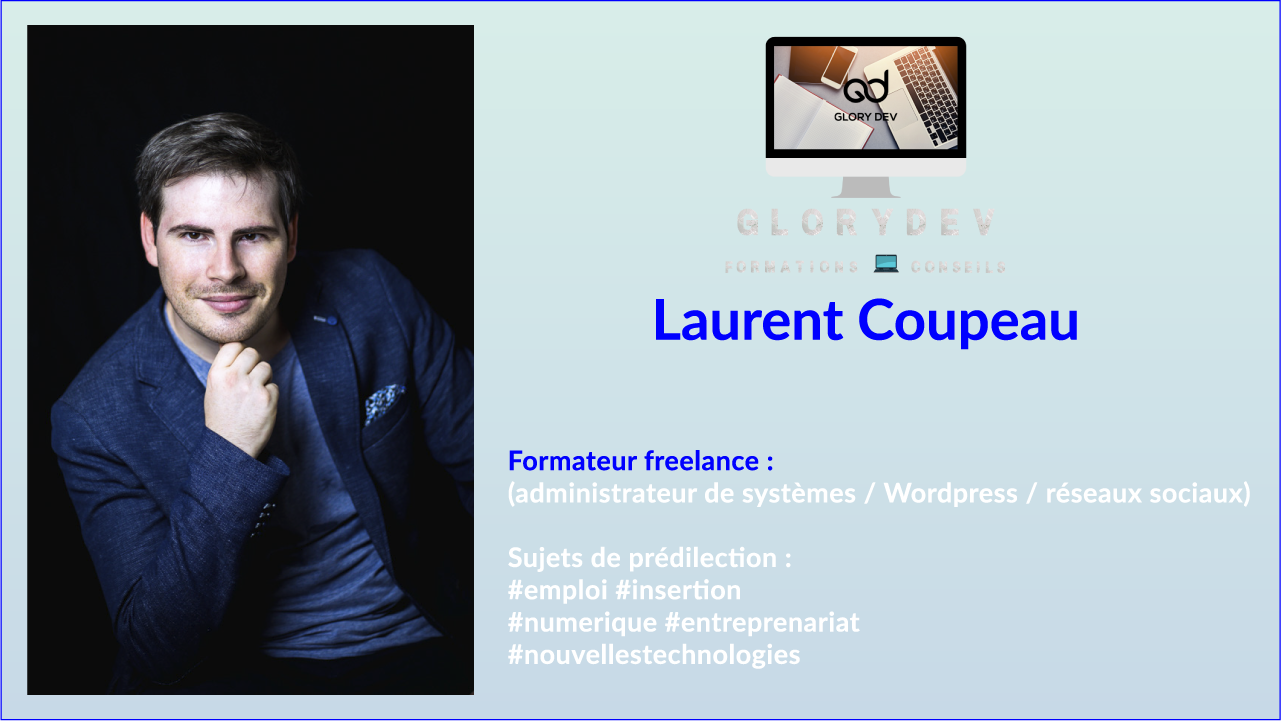 GLORY DEV
GLORYDEV
FORMATIONS CONSEILS
Laurent Coupeau
Formateur freelance :
(administrateur de systèmes / Wordpress / réseaux sociaux)
Sujets de prédilection :
#emploi #insertion
#numerique #entreprenariat
#nouvellestechnologies